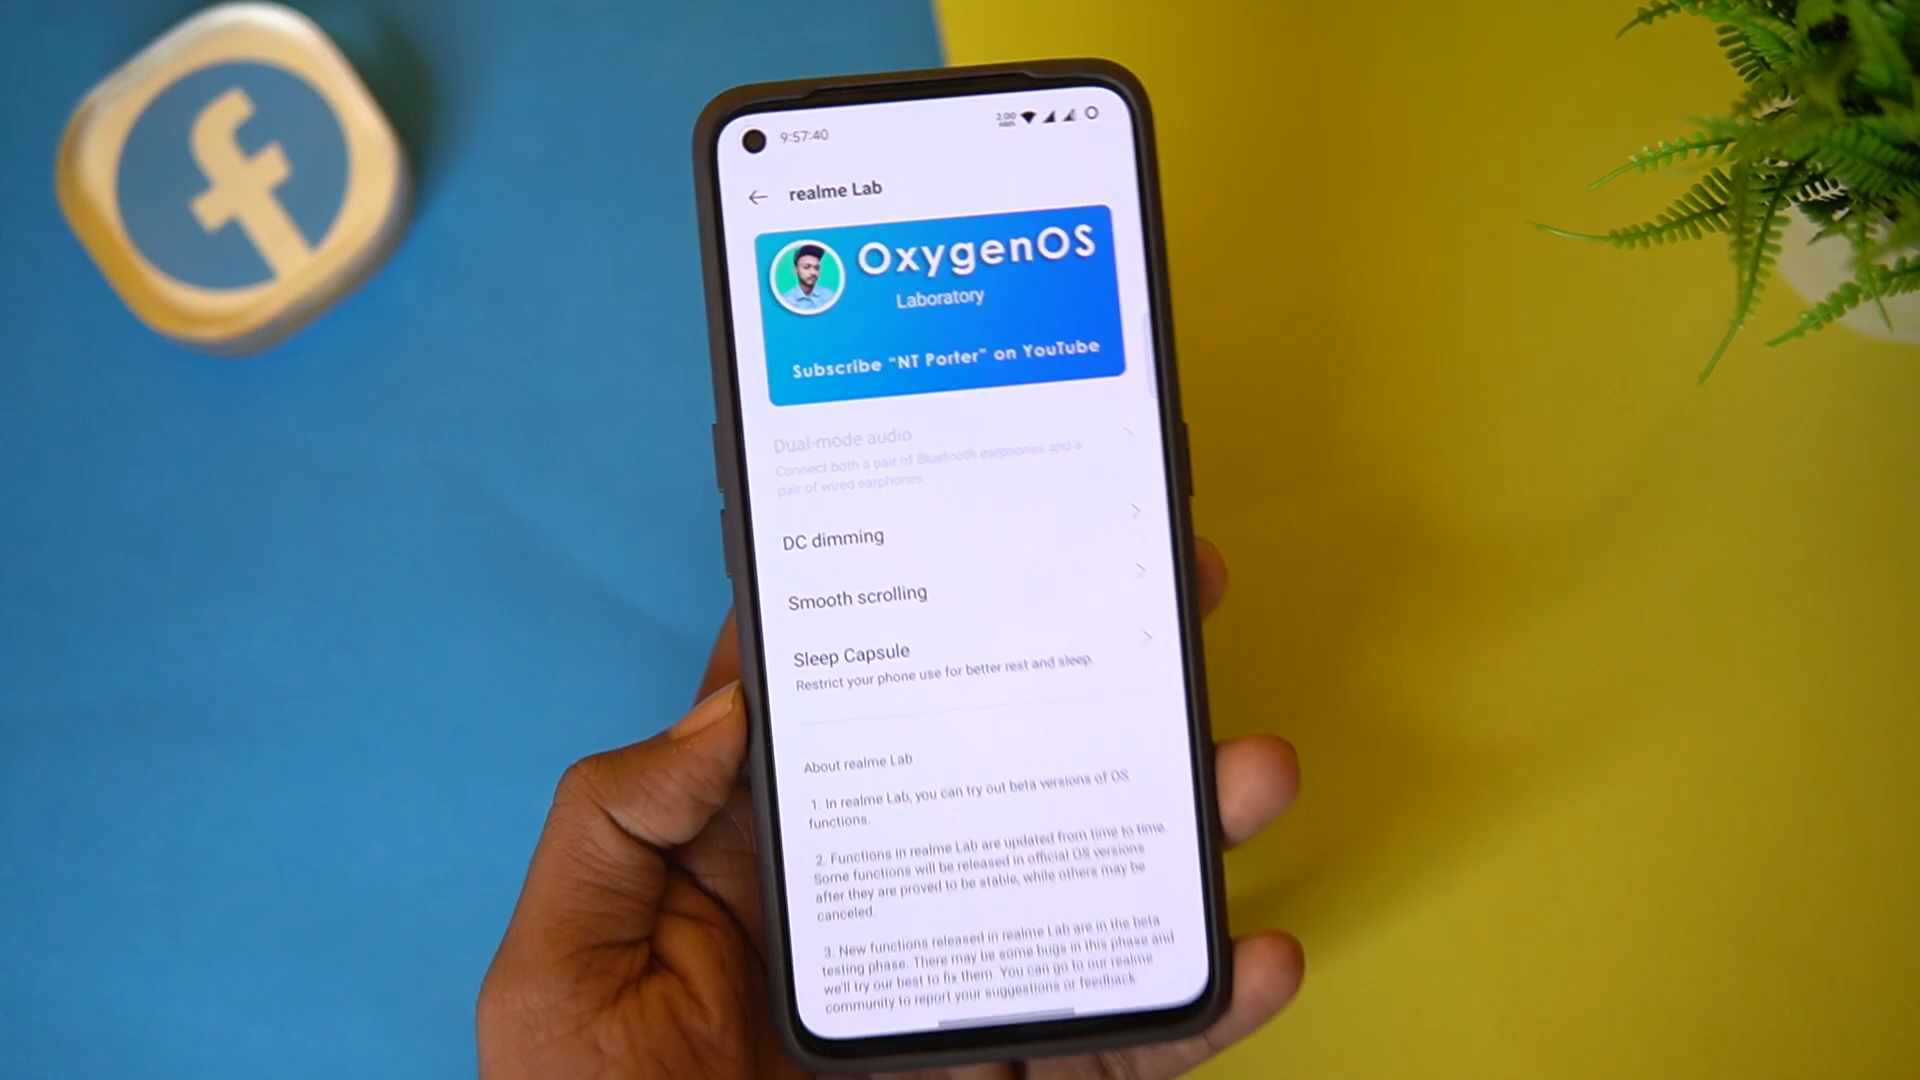 f
9:57:40
2.00
realme Lab
OxygenOS
Laboratory
Subscribe "NT Porter" on YouTube
Dual-mode audio
Connect both a pair of Bluetooth earphones and a
pair of wired earphones.
DC dimming
Smooth scrolling
Sleep Capsule
Restrict your phone use for better rest and sleep.
About realme Lab
1. In realme Lab, you can try out beta versions of OS
functions.
2. Functions in realme Lab are updated from time to time.
Some functions will be released in official OS versions
after they are proved to be stable, while others may be
canceled.
3. New functions released in realme Lab are in the beta
testing phase. There may be some bugs in this phase and
we'll try our best to fix them. You can go to our realme
community to report your suggestions or feedback